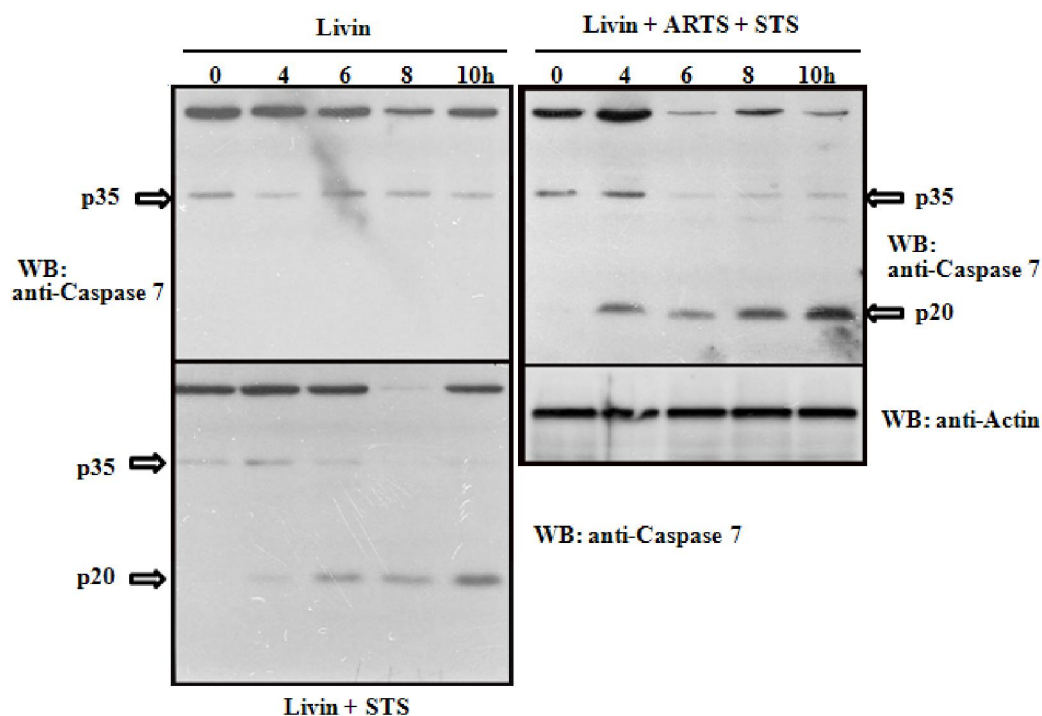 Livin
0 4 6 8 10h
Livin + ARTS + STS
0 4 6 8 10h
p35
WB:
anti-Caspase 7
p35
WB:
anti-Caspase 7
p20
WB: anti-Actin
p35
WB: anti-Caspase 7
p20
Livin + STS